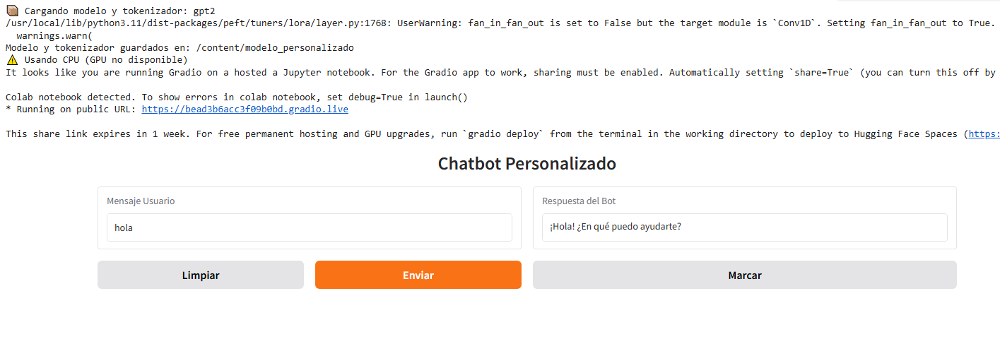 📦 Cargando modelo y tokenizador: gpt2
/usr/local/lib/python3.11/dist-packages/peft/tuners/lora/layer.py:1768: UserWarning: fan_in_fan_out is set to False but the target module is `Conv1D`. Setting fan_in_fan_out to True.
warnings.warn(
Modelo y tokenizador guardados en: /content/modelo_personalizado
⚠️ Usando CPU (GPU no disponible)
It looks like you are running Gradio on a hosted a Jupyter notebook. For the Gradio app to work, sharing must be enabled. Automatically setting `share=True` (you can turn this off by
Colab notebook detected. To show errors in colab notebook, set debug=True in launch()
* Running on public URL: https://bead3b6acc3f09b0bd.gradio.live
This share link expires in 1 week. For free permanent hosting and GPU upgrades, run `gradio deploy` from the terminal in the working directory to deploy to Hugging Face Spaces (https:
Chatbot Personalizado
Mensaje Usuario
hola
Respuesta del Bot
¡Hola! ¿En qué puedo ayudarte?
Limpiar
Enviar
Marcar